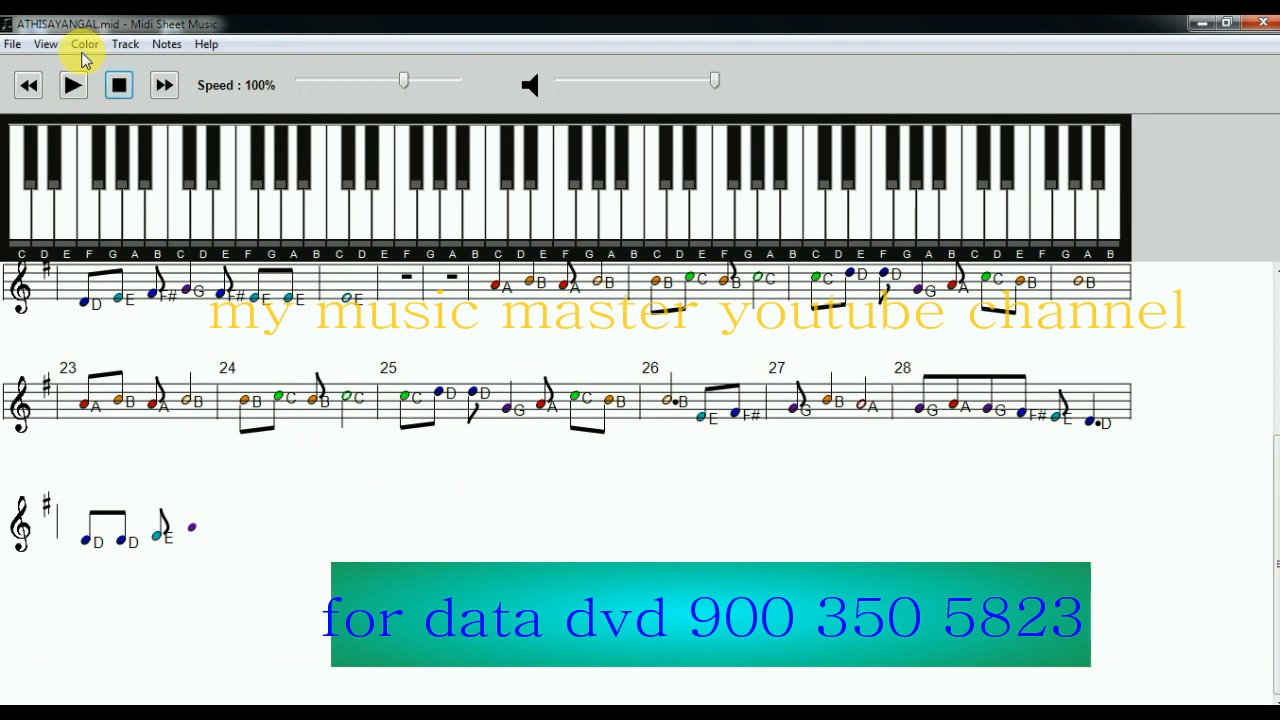 ATHISAYANGAL.mid - Midi Sheet Music
File View Color Track Notes Help
Speed : 100%
C D E F G A B C D E F G A B C D E F G A B C D E F G A B C D E F G A B C D E F G A B C D E F G A B
D E F# G F# E E E A B A B B C B C C D D G A C B B
my music master youtube channel
23 24 25 26 27 28
A B A B B C B C C D D G A C B B E F# G B A G A G F# E D
D D E
for data dvd 900 350 5823